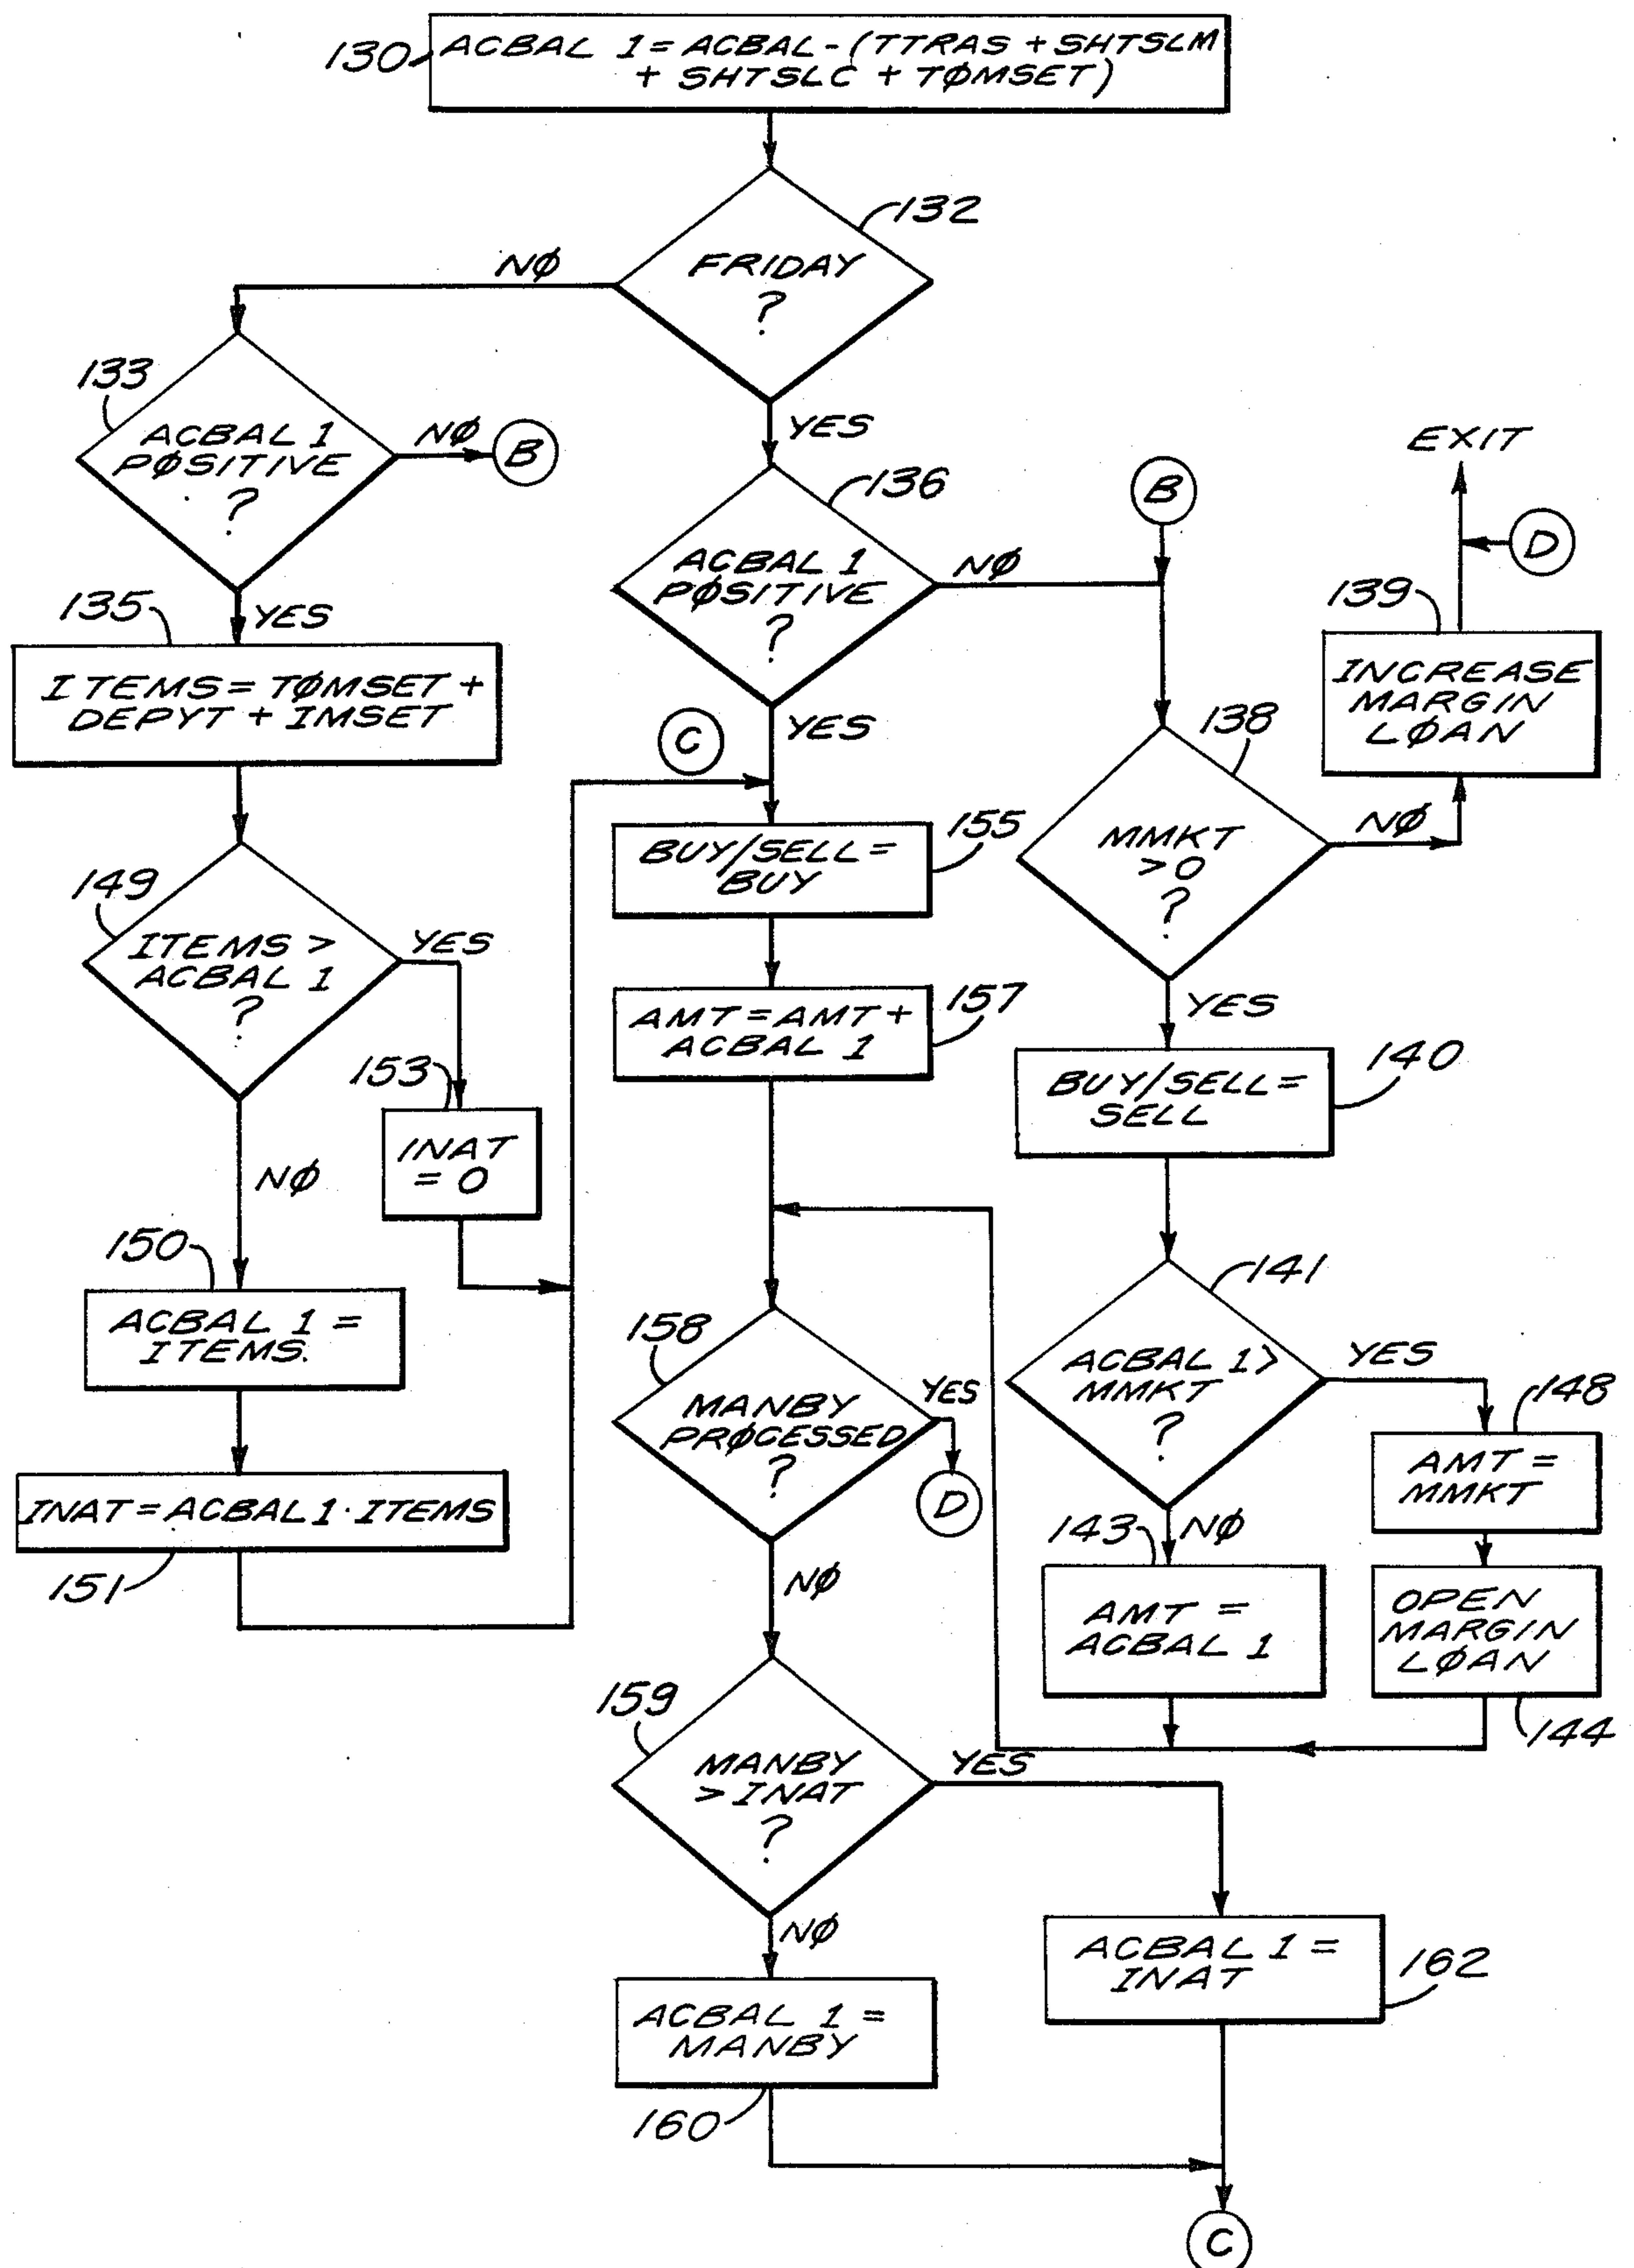 130
ACBAL 1 = ACBAL - (TTRAS + SHTSLM
+ SHTSLC + TØMSET)
132
FRIDAY
?
NØ
YES
133
ACBAL 1
PØSITIVE
?
NØ
B
YES
135
ITEMS = TØMSET +
DEPYT + IMSET
136
ACBAL 1
PØSITIVE
?
NØ
YES
B
EXIT
D
139
INCREASE
MARGIN
LØAN
138
MMKT
> 0
?
NØ
YES
C
155
BUY/SELL =
BUY
149
ITEMS >
ACBAL 1
?
YES
NØ
153
INAT
= 0
157
AMT = AMT +
ACBAL 1
140
BUY/SELL =
SELL
150
ACBAL 1 =
ITEMS.
141
ACBAL 1 >
MMKT
?
YES
NØ
148
AMT =
MMKT
158
MANBY
PRØCESSED
?
YES
D
NØ
INAT = ACBAL 1 · ITEMS
151
143
AMT =
ACBAL 1
OPEN
MARGIN
LØAN
144
159
MANBY
> INAT
?
YES
NØ
ACBAL 1 =
INAT
162
ACBAL 1 =
MANBY
160
C